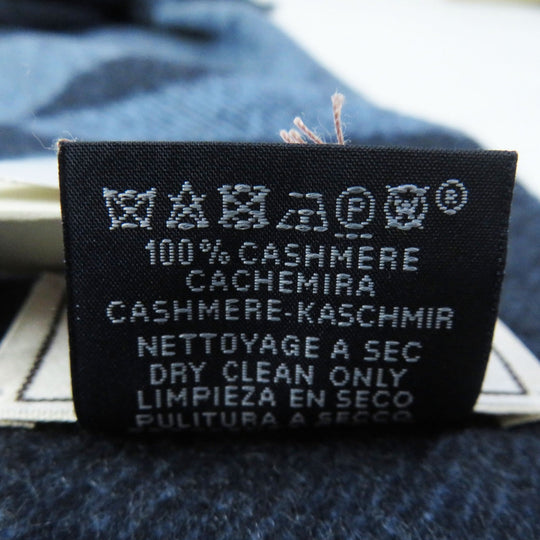 P ®
100% CASHMERE
CACHEMIRA
CASHMERE-KASCHMIR
NETTOYAGE A SEC
DRY CLEAN ONLY
LIMPIEZA EN SECO
PULITURA A SECCO